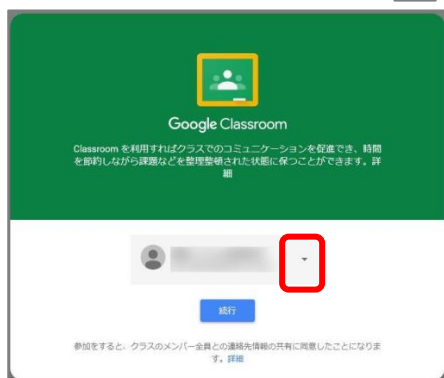 Google Classroom
Classroom を利用すればクラスでのコミュニケーションを促進でき、時間
を節約しながら課題などを整理整頓された状態に保つことができます。詳
細
続行
参加をすると、クラスのメンバー全員との連絡先情報の共有に同意したことになりま
す。詳細